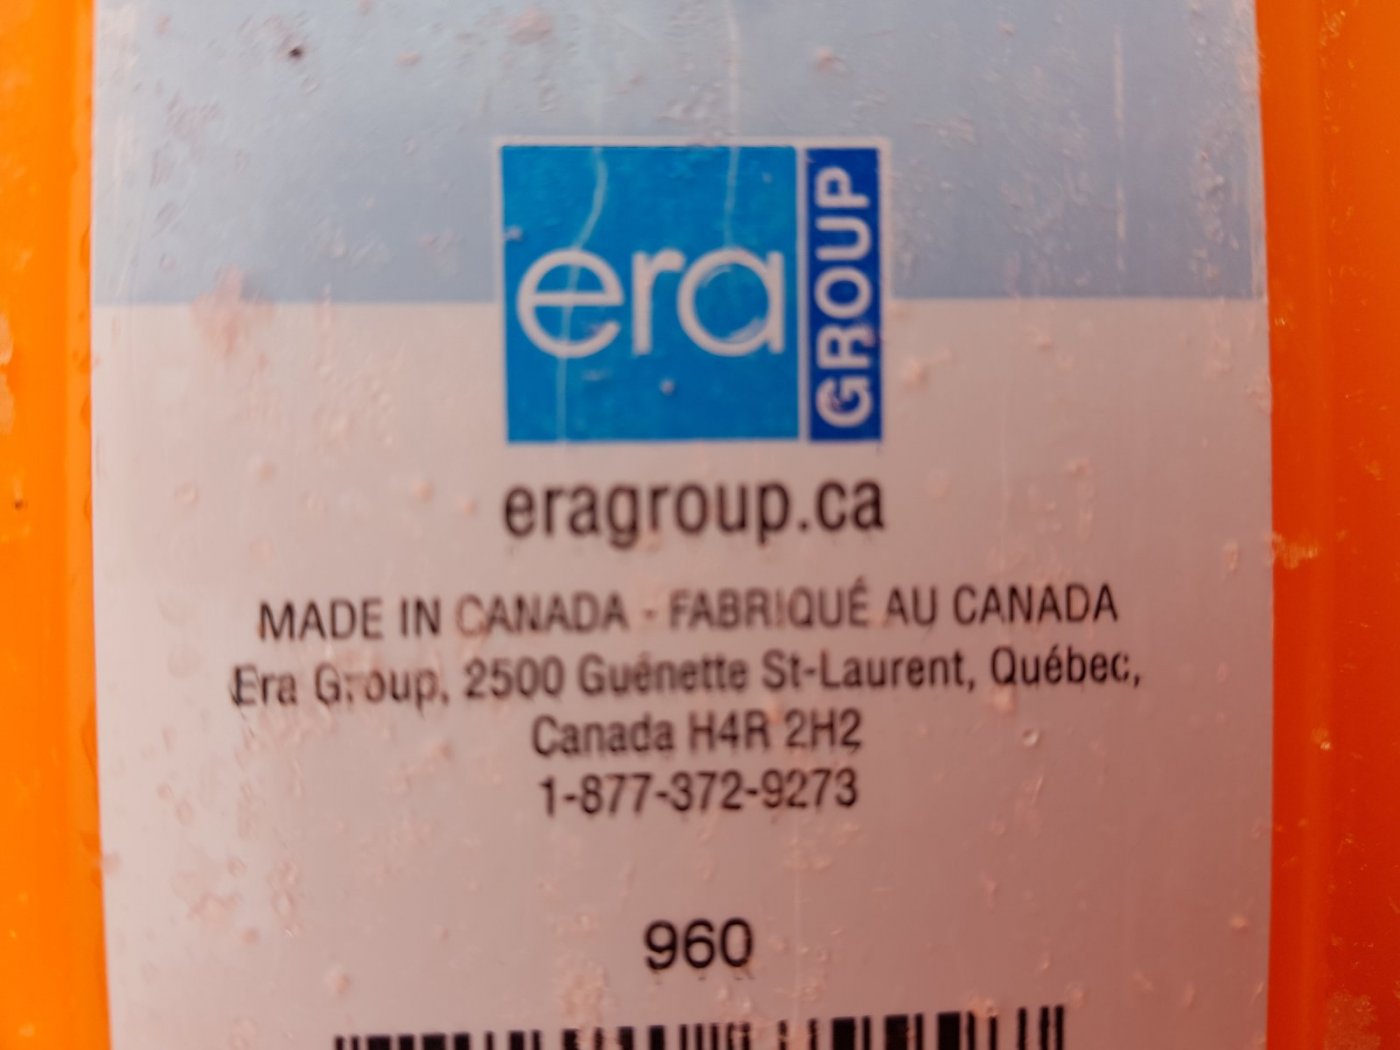 era GROUP
eragroup.ca
MADE IN CANADA - FABRIQUÉ AU CANADA
Era Group, 2500 Guénette St-Laurent, Québec,
Canada H4R 2H2
1-877-372-9273
960